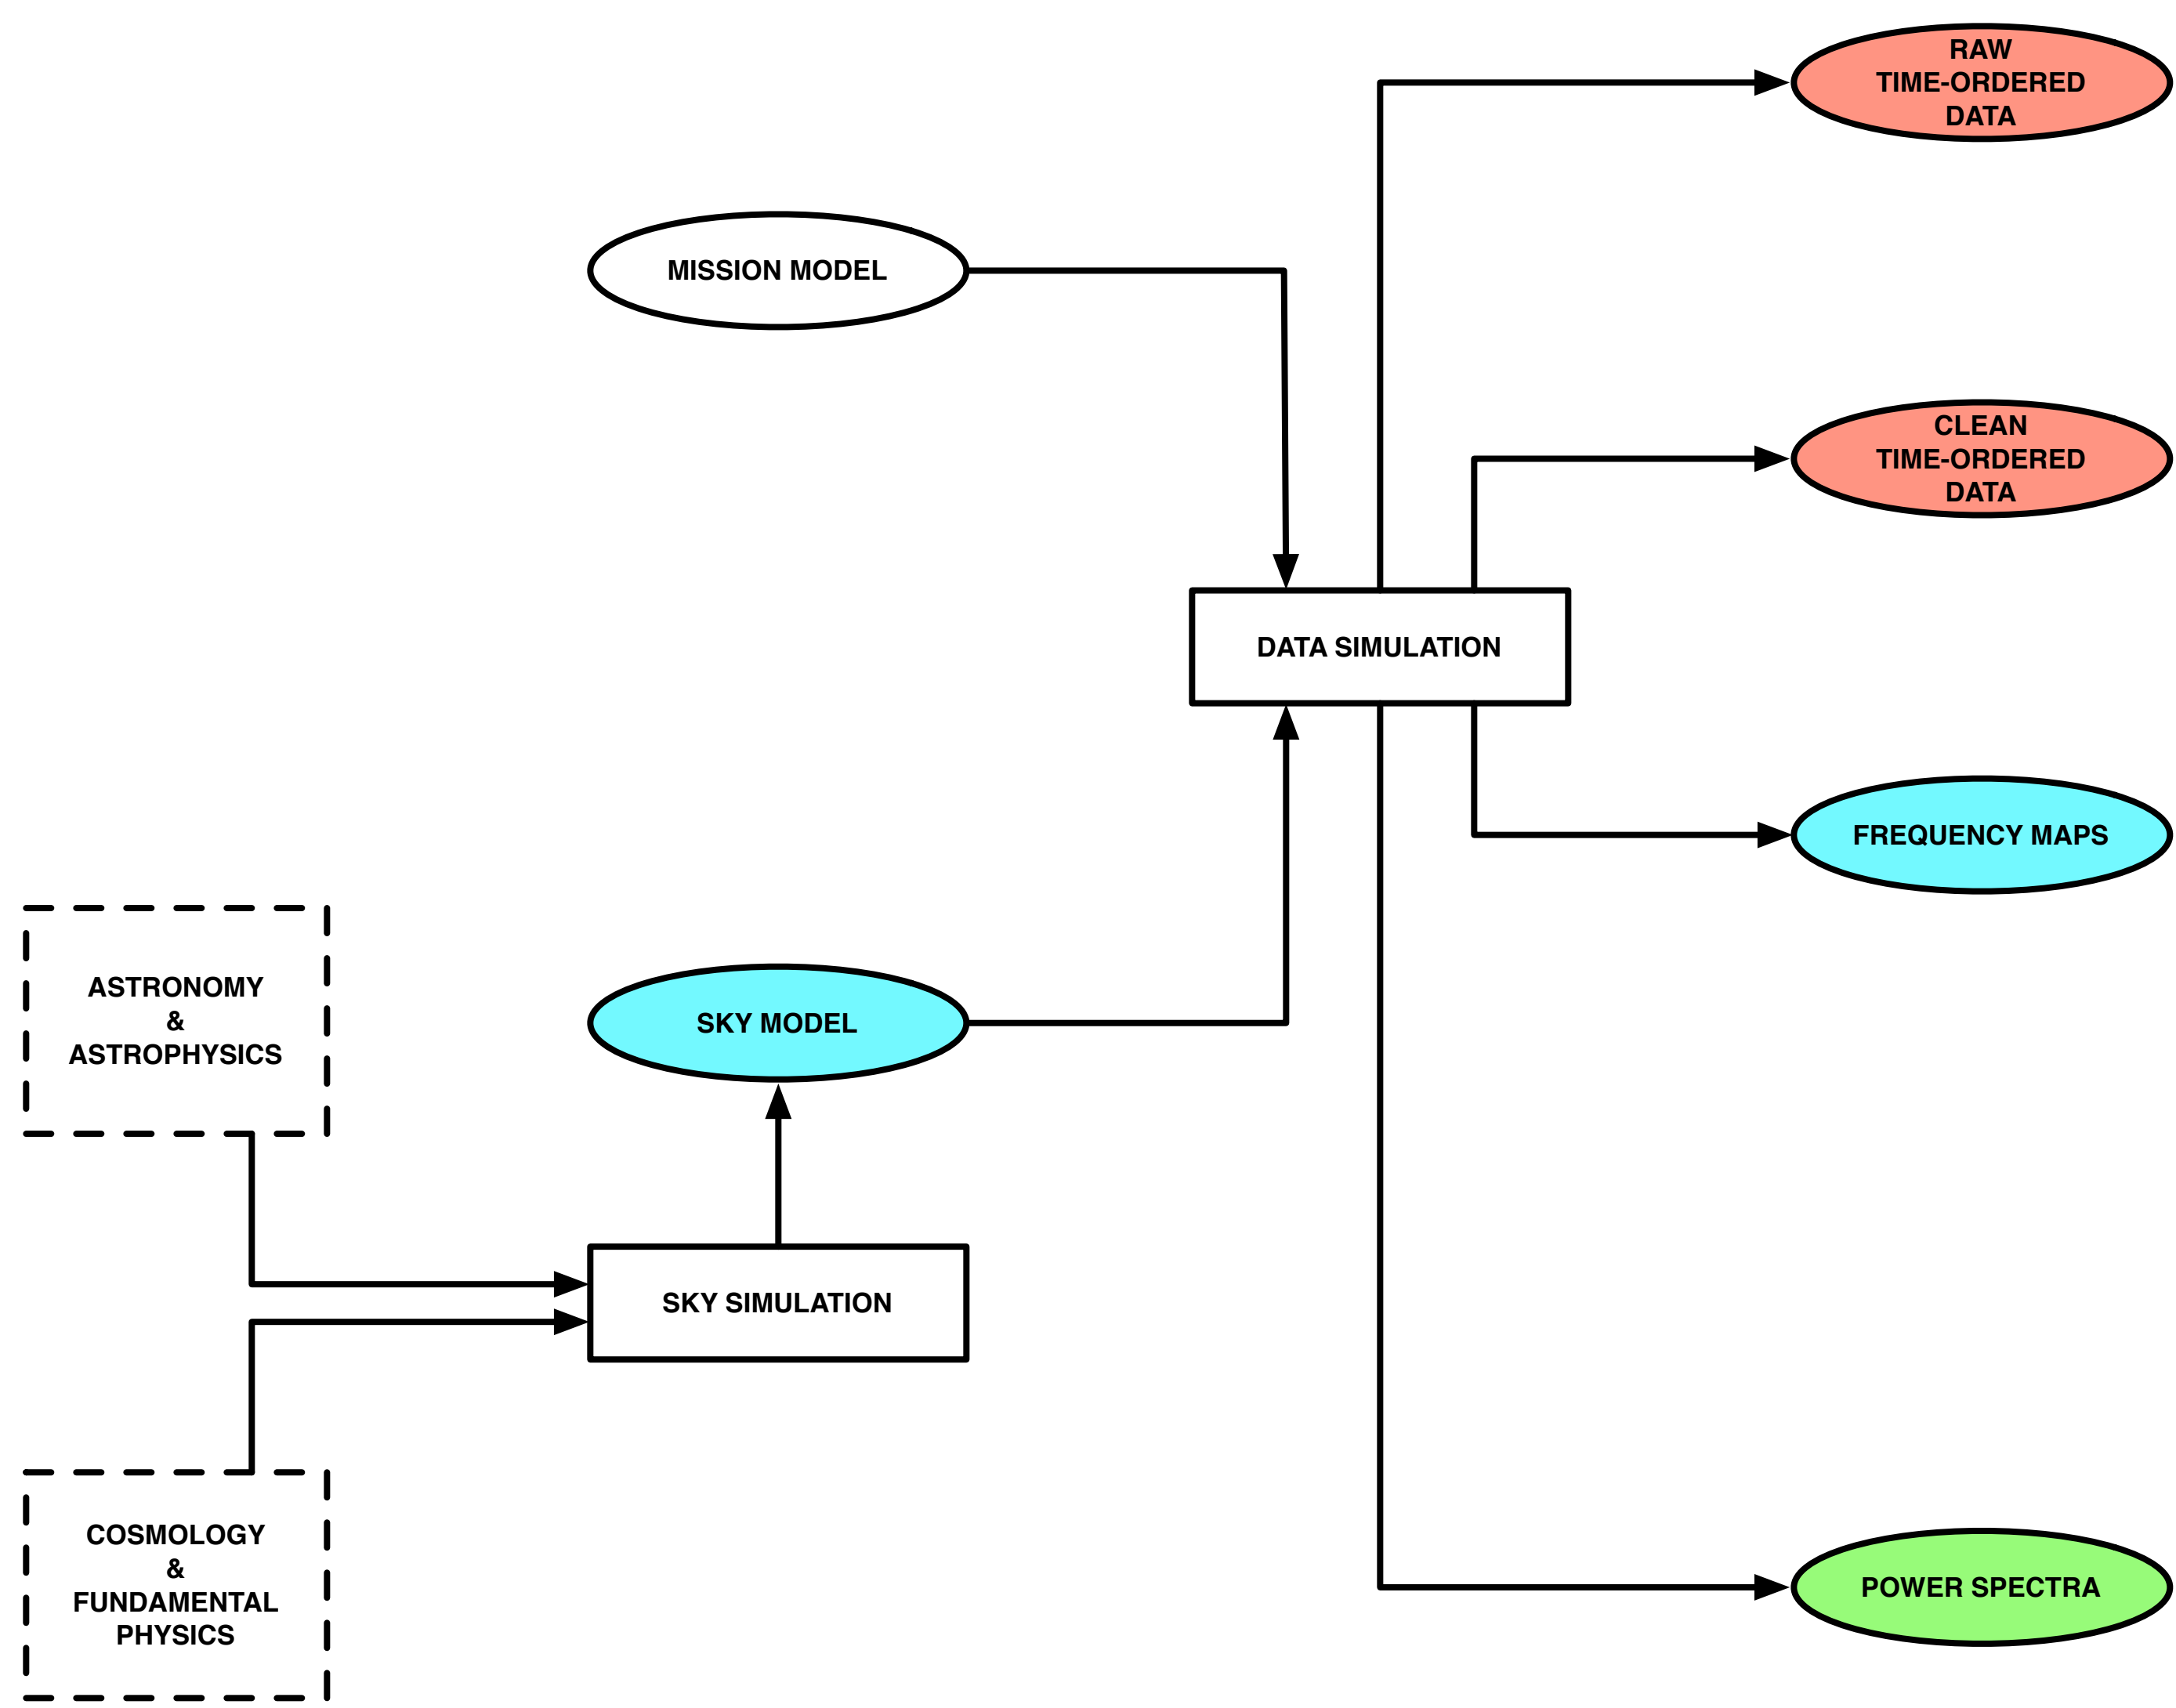 RAW
TIME-ORDERED
DATA
MISSION MODEL
CLEAN
TIME-ORDERED
DATA
DATA SIMULATION
FREQUENCY MAPS
ASTRONOMY
&
ASTROPHYSICS
SKY MODEL
SKY SIMULATION
COSMOLOGY
&
FUNDAMENTAL
PHYSICS
POWER SPECTRA